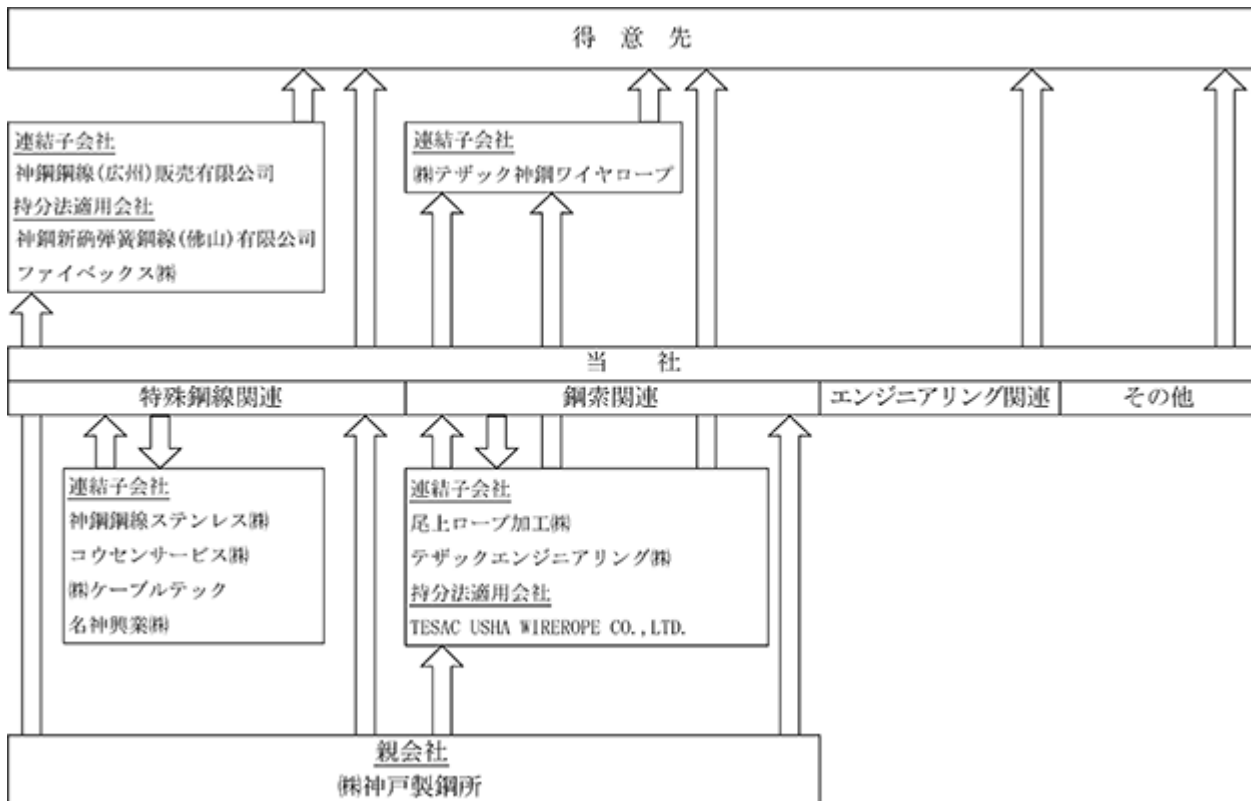 得意先
連結子会社
神鋼鋼線(広州)販売有限公司
持分法適用会社
神鋼新确弾簧鋼線(佛山)有限公司
ファイベックス㈱
連結子会社
㈱テザック神鋼ワイヤロープ
当社
特殊鋼線関連
鋼索関連
エンジニアリング関連
その他
連結子会社
神鋼鋼線ステンレス㈱
コウセンサービス㈱
㈱ケーブルテック
名神興業㈱
連結子会社
尾上ロープ加工㈱
テザックエンジニアリング㈱
持分法適用会社
TESAC USHA WIREROPE CO.,LTD.
親会社
㈱神戸製鋼所